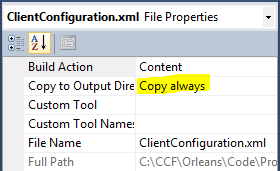 ClientConfiguration.xml File Properties
Build Action Content
Copy to Output Dire Copy always
Custom Tool
Custom Tool Names
File Name ClientConfiguration.xml
Full Path C:\CCF\Orleans\Code\Pro